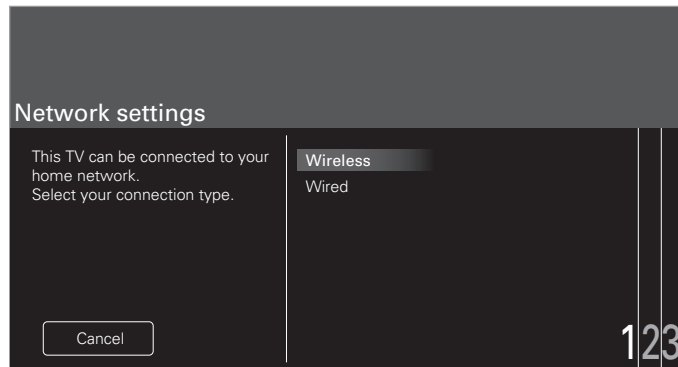 Network settings
This TV can be connected to your
home network.
Select your connection type.
Wireless
Wired
Cancel
123